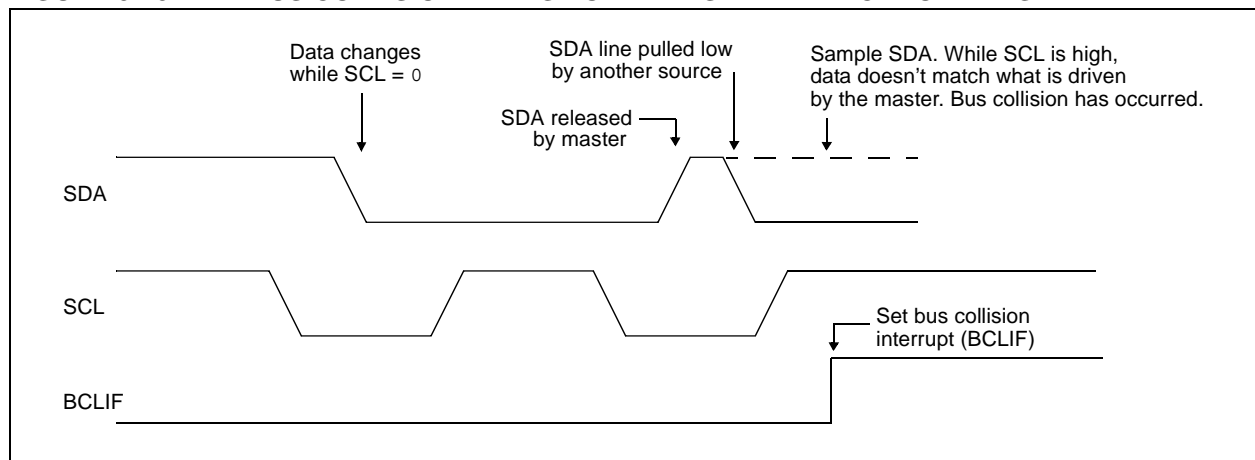 Data changes
while SCL = 0
SDA line pulled low
by another source
Sample SDA. While SCL is high,
data doesn't match what is driven
by the master. Bus collision has occurred.
SDA released
by master
SDA
SCL
Set bus collision
interrupt (BCLIF)
BCLIF